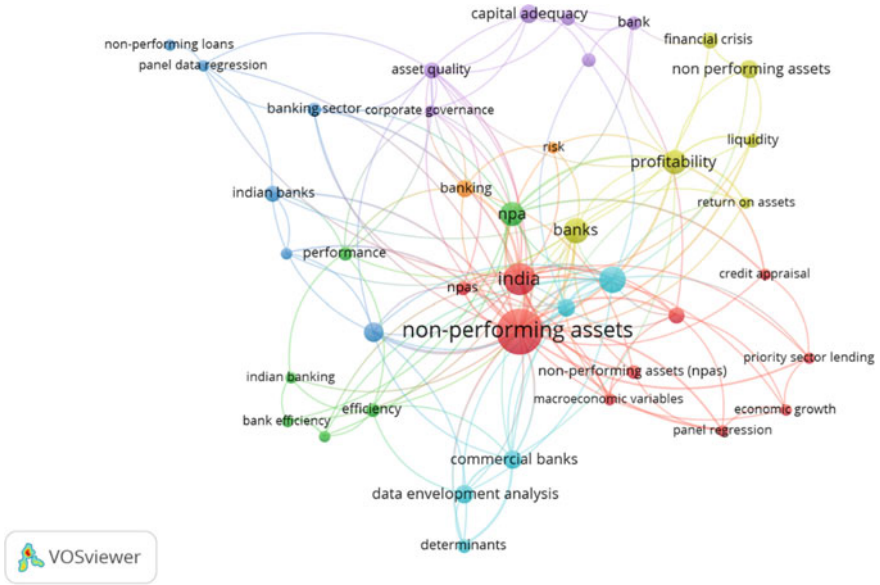 capital adequacy
bank
non-performing loans
financial crisis
panel data regression
asset quality
non performing assets
banking sector
corporate governance
risk
liquidity
profitability
indian banks
banking
return on assets
npa
banks
performance
npas
india
credit appraisal
non-performing assets
priority sector lending
indian banking
non-performing assets (npas)
macroeconomic variables
bank efficiency
efficiency
economic growth
panel regression
commercial banks
data envelopment analysis
determinants
VOSviewer